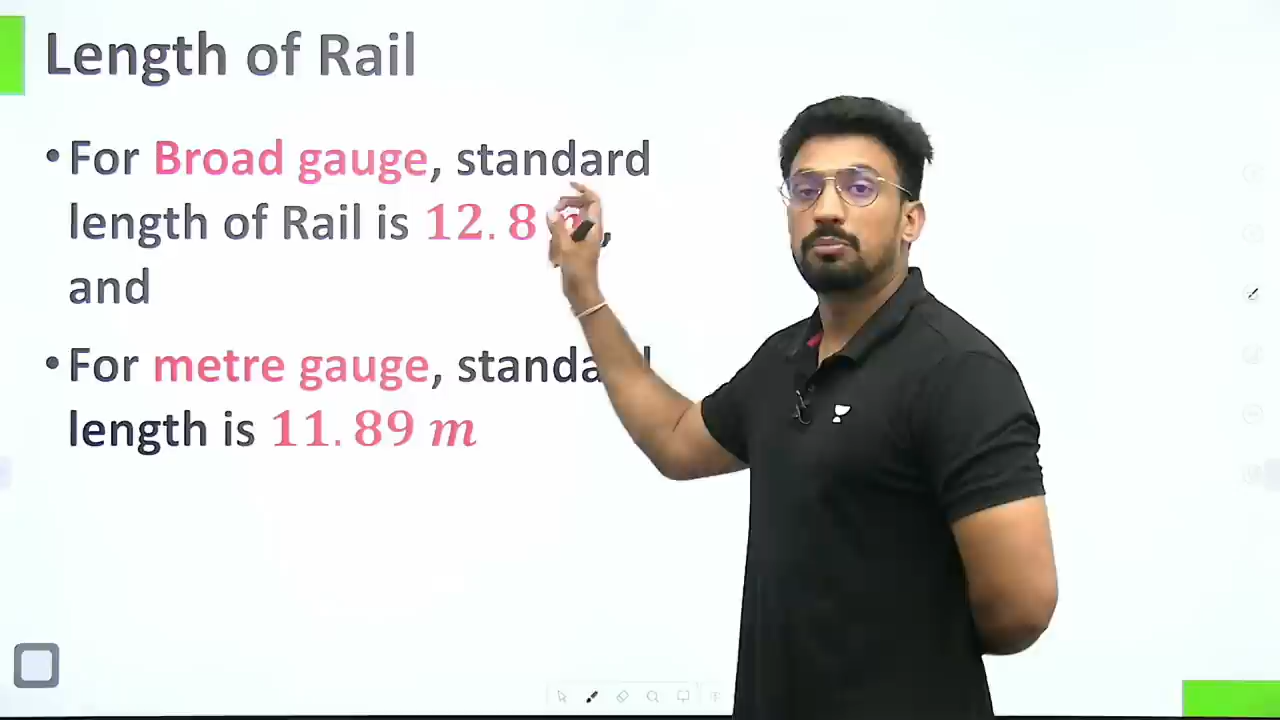 Length of Rail
• For Broad gauge, standard
length of Rail is 12.8 ,
and
• For metre gauge,
length is 11.89 m